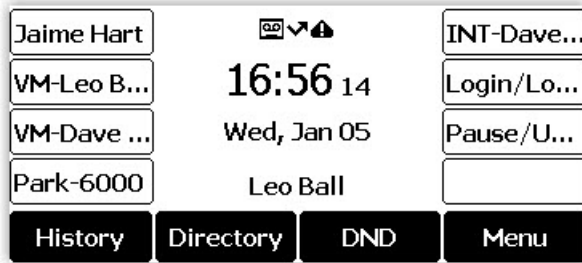 Jaime Hart
VM-Leo B...
VM-Dave ...
Park-6000
16:56 14
Wed, Jan 05
Leo Ball
INT-Dave...
Login/Lo...
Pause/U...
History Directory DND Menu